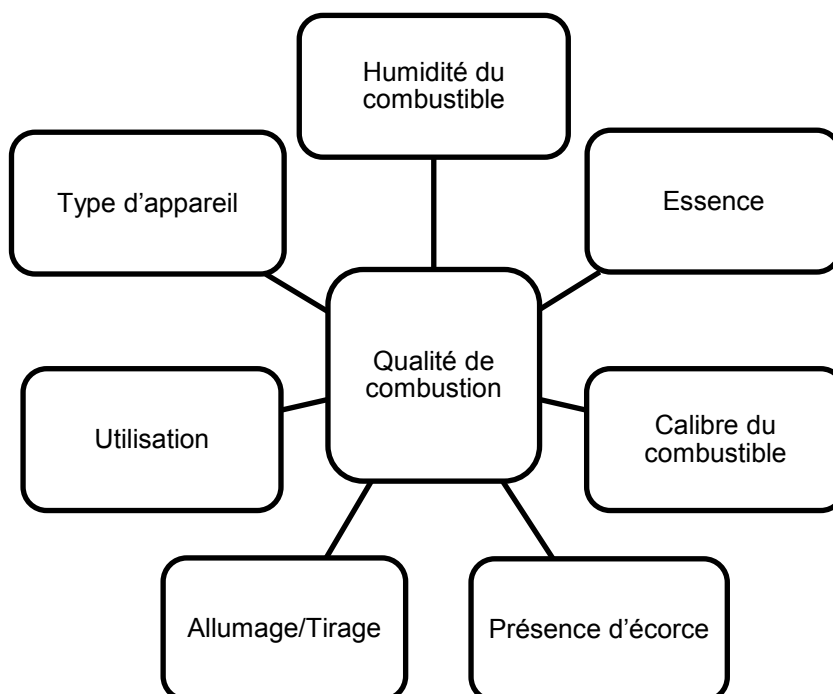 Humidité du
combustible
Type d’appareil
Essence
Qualité de
combustion
Utilisation
Calibre du
combustible
Allumage/Tirage
Présence d’écorce